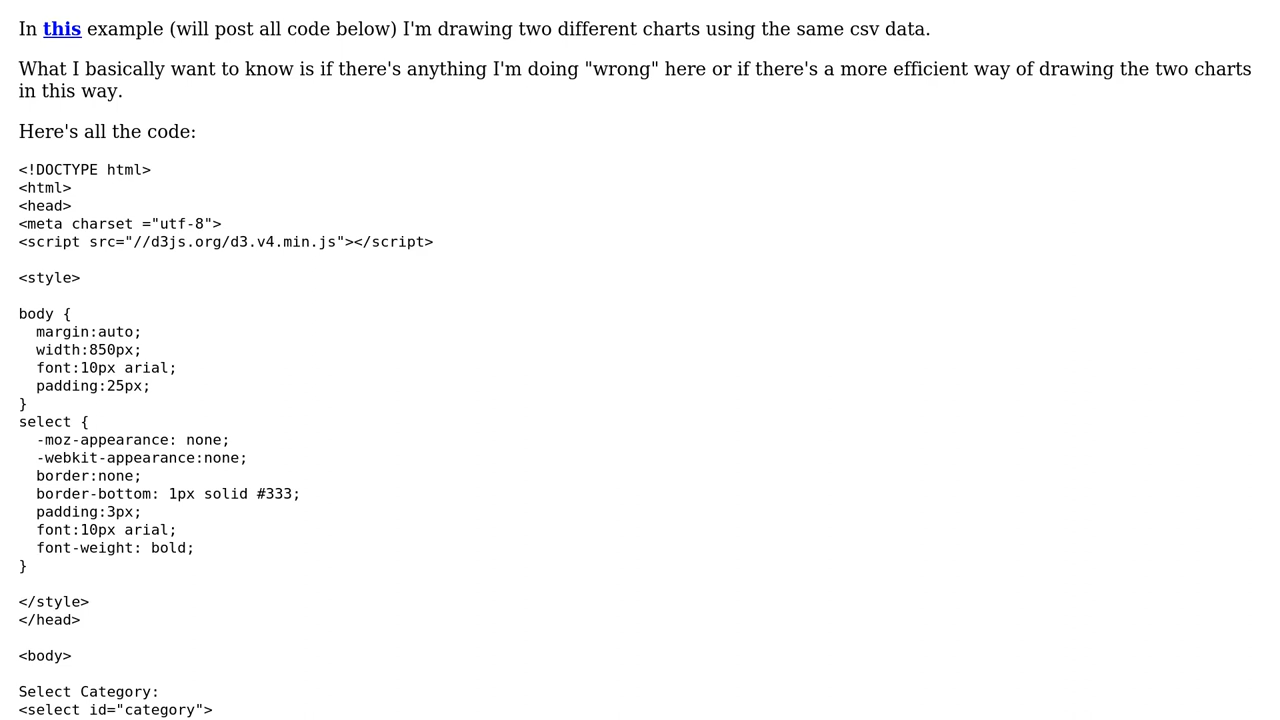 In this example (will post all code below) I'm drawing two different charts using the same csv data.
What I basically want to know is if there's anything I'm doing "wrong" here or if there's a more efficient way of drawing the two charts
in this way.
Here's all the code:
<!DOCTYPE html>
<html>
<head>
<meta charset ="utf-8">
<script src="//d3js.org/d3.v4.min.js"></script>
<style>
body {
  margin:auto;
  width:850px;
  font:10px arial;
  padding:25px;
}
select {
  -moz-appearance: none;
  -webkit-appearance:none;
  border:none;
  border-bottom: 1px solid #333;
  padding:3px;
  font:10px arial;
  font-weight: bold;
}
</style>
</head>
<body>
Select Category:
<select id="category">